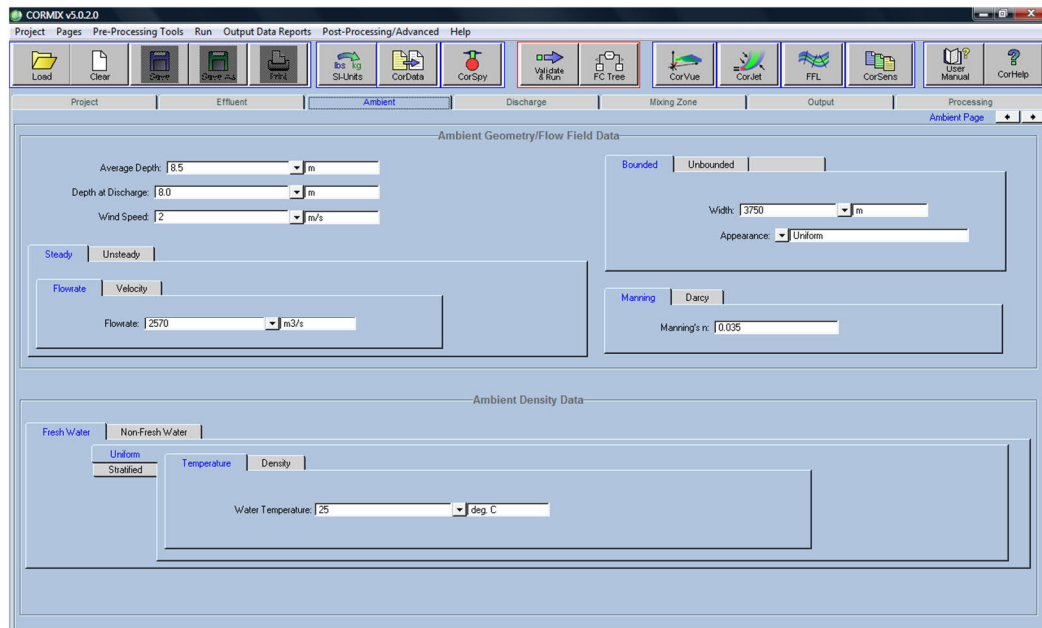 CORMIX v5.0.2.0
Project Pages Pre-Processing Tools Run Output Data Reports Post-Processing/Advanced Help
lbs kg
Load Clear Save Save As Print SI-Units CorData CorSpy Validate & Run FC Tree CorVue CorJet FFL CorSens User Manual CorHelp
Project Effluent Ambient Discharge Mixing Zone Output Processing
Ambient Page
Ambient Geometry/Flow Field Data
Average Depth: 8.5 m
Depth at Discharge: 8.0 m
Wind Speed: 2 m/s
Bounded Unbounded
Width: 3750 m
Appearance: Uniform
Steady Unsteady
Flowrate Velocity
Flowrate: 2570 m3/s
Manning Darcy
Manning's n: 0.035
Ambient Density Data
Fresh Water Non-Fresh Water
Uniform
Stratified
Temperature Density
Water Temperature: 25 deg. C